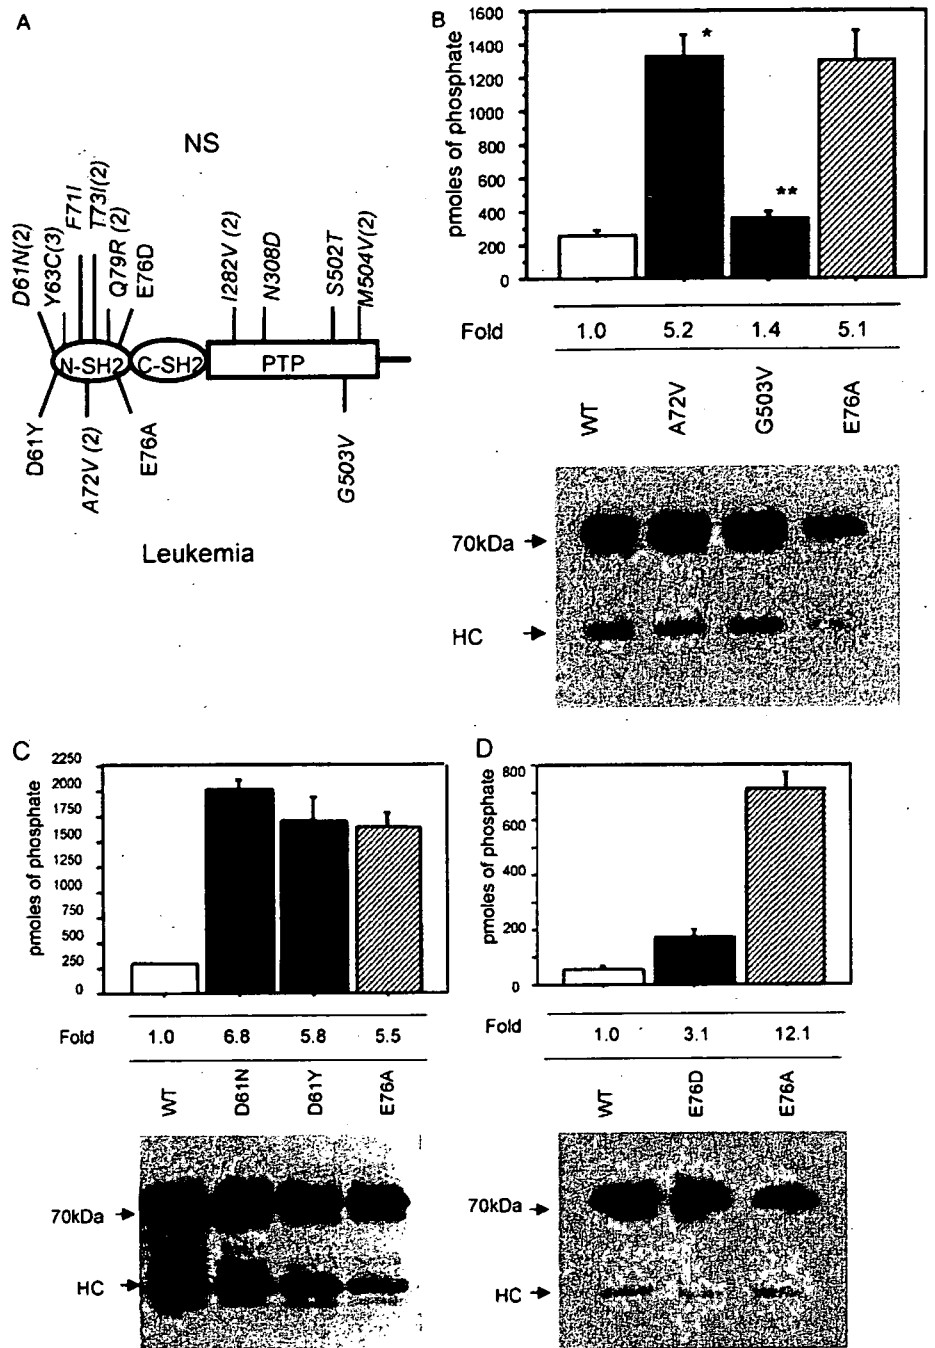 A
NS
D61N(2)
Y63C(3)
F71I
T73I(2)
Q79R (2)
E76D
I282V (2)
N308D
S502T
M504V(2)
N-SH2
C-SH2
PTP
D61Y
A72V (2)
E76A
G503V
Leukemia
B
pmoles of phosphate
1600
1400
1200
1000
800
600
400
200
0
*
**
Fold 1.0 5.2 1.4 5.1
WT A72V G503V E76A
70kDa
HC
C
pmoles of phosphate
2250
2000
1750
1500
1250
1000
750
500
250
0
Fold 1.0 6.8 5.8 5.5
WT D61N D61Y E76A
70kDa
HC
D
pmoles of phosphate
800
600
400
200
0
Fold 1.0 3.1 12.1
WT E76D E76A
70kDa
HC